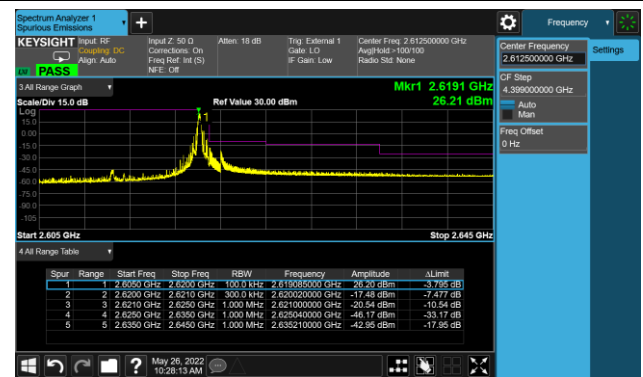 Spectrum Analyzer 1
Spurious Emissions
Frequency
KEYSIGHT
Input: RF
Coupling: DC
Align: Auto
Input Z: 50 Ω
Corrections: On
Freq Ref: Int (S)
NFE: Off
Atten: 18 dB
Trig: External 1
Gate: LO
IF Gain: Low
Center Freq: 2.612500000 GHz
Avg|Hold:>100/100
Radio Std: None
PASS
Center Frequency
2.612500000 GHz
Settings
CF Step
4.399000000 GHz
Auto
Man
Freq Offset
0 Hz
3 All Range Graph
Mkr1 2.6191 GHz
26.21 dBm
Scale/Div 15.0 dB
Ref Value 30.00 dBm
Log
15.0
0.00
-15.0
-30.0
-45.0
-60.0
-75.0
-90.0
-105
1
Start 2.605 GHz
Stop 2.645 GHz
4 All Range Table
Spur Range Start Freq Stop Freq RBW Frequency Amplitude ΔLimit
1 1 2.6050 GHz 2.6200 GHz 100.0 kHz 2.619085000 GHz 26.20 dBm -3.795 dB
2 2 2.6200 GHz 2.6210 GHz 300.0 kHz 2.620020000 GHz -17.48 dBm -7.477 dB
3 3 2.6210 GHz 2.6250 GHz 1.000 MHz 2.621000000 GHz -20.54 dBm -10.54 dB
4 4 2.6250 GHz 2.6350 GHz 1.000 MHz 2.625040000 GHz -46.17 dBm -33.17 dB
5 5 2.6350 GHz 2.6450 GHz 1.000 MHz 2.635210000 GHz -42.95 dBm -17.95 dB
?
May 26, 2022
10:28:13 AM